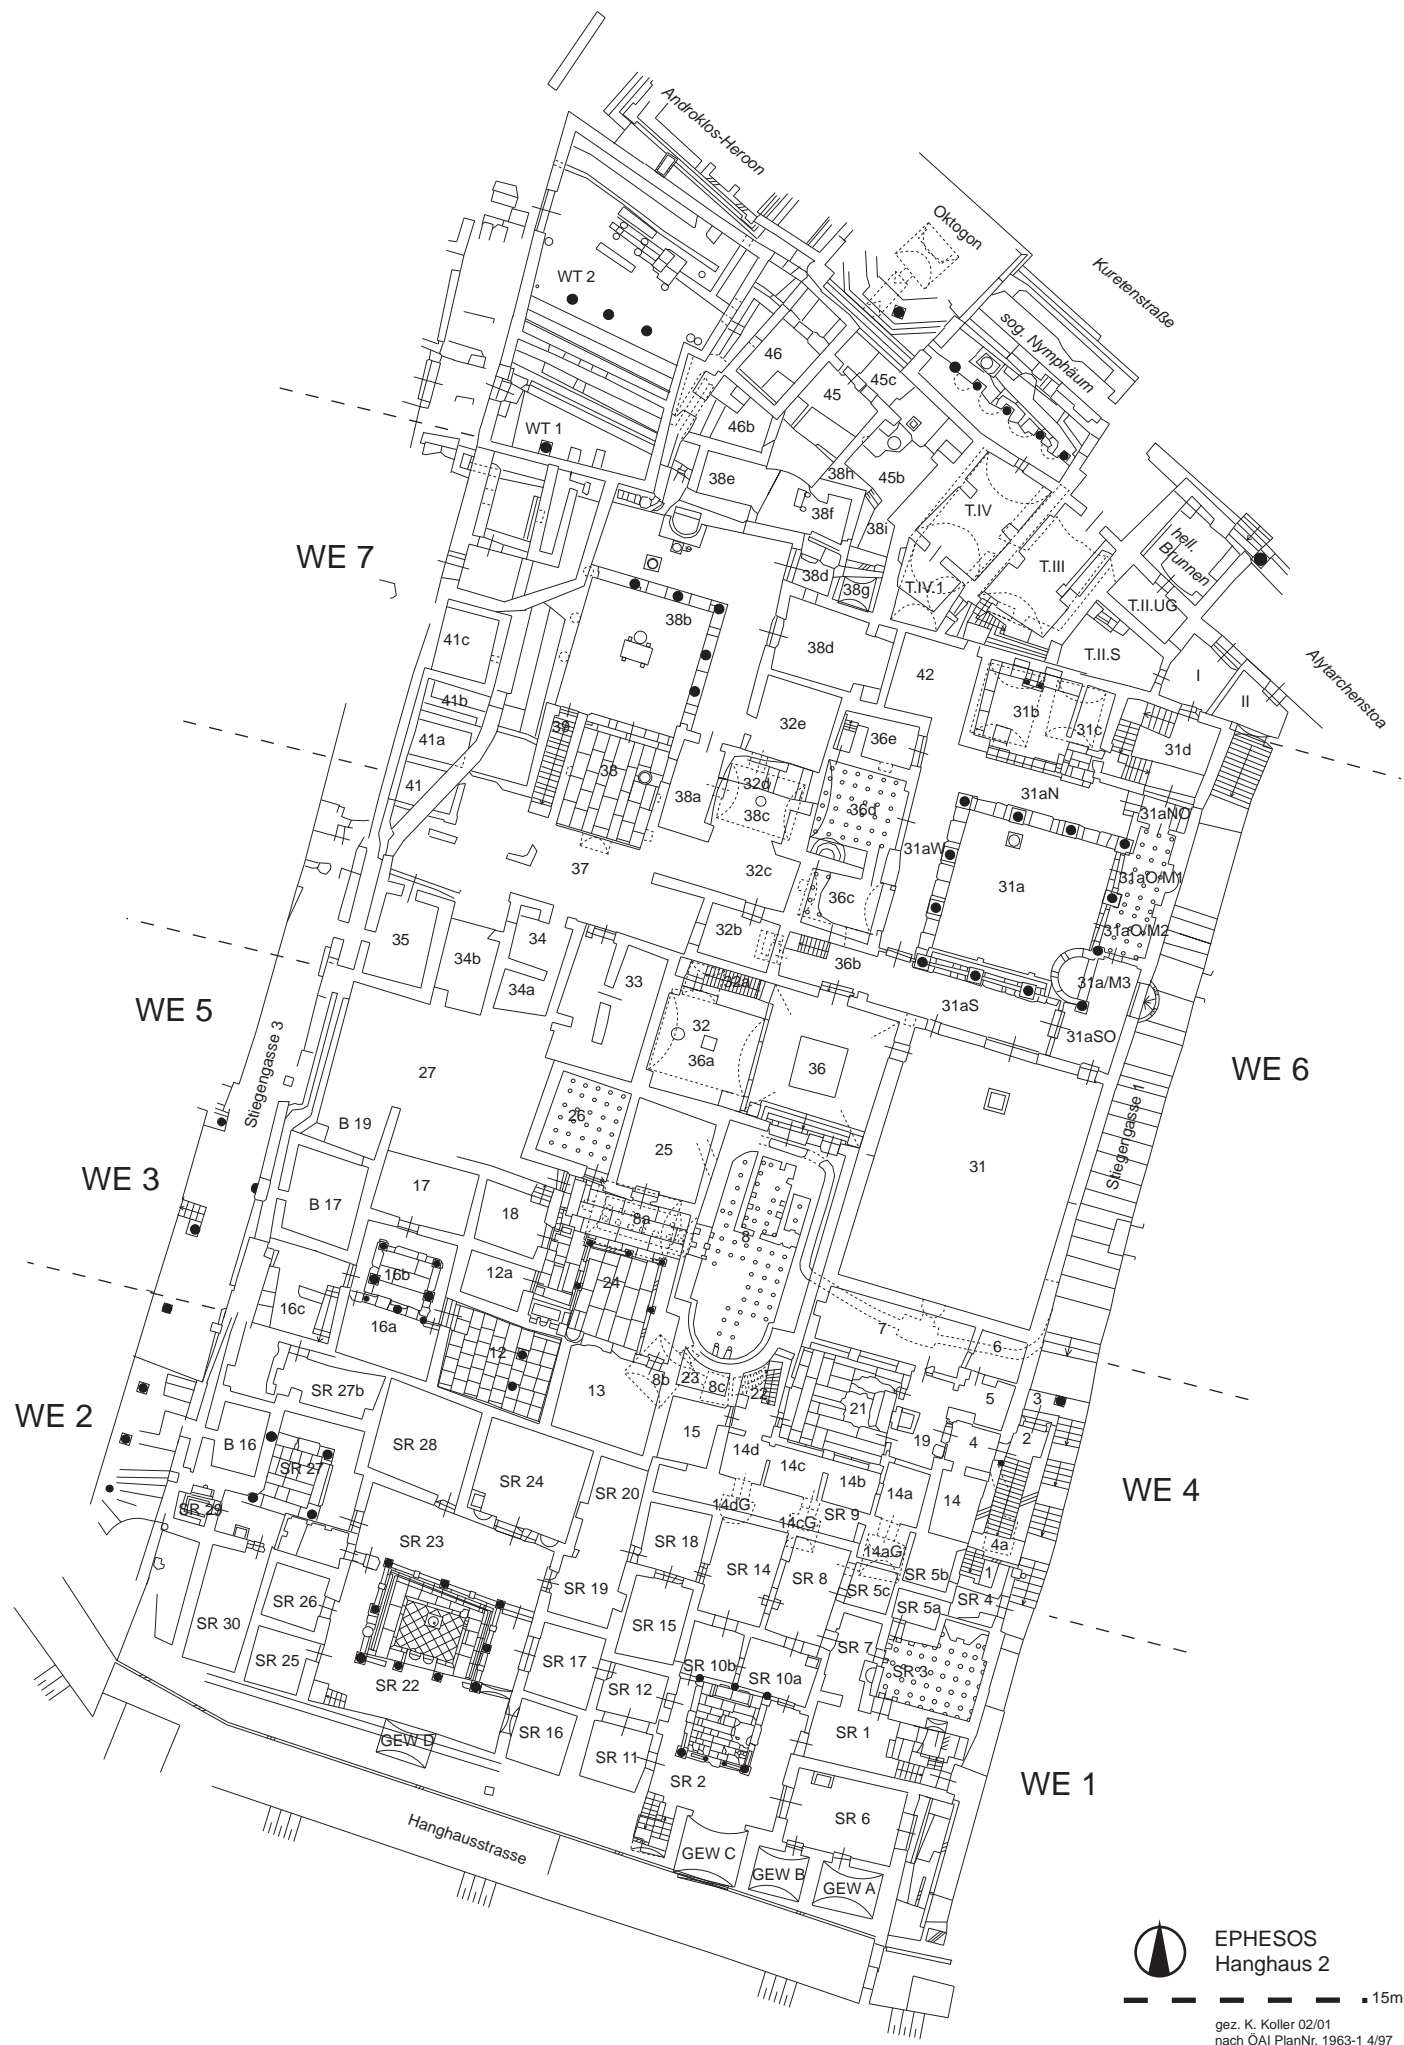 Androklos-Heroon
Oktogon
Kuretenstraße
sog. Nymphäum
WT 2
46
45c
45
WT 1
46b
38h
38e
45b
38f
T.IV
38i
hell.
Brunnen
WE 7
38d
38g
T.IV.1
T.III
T.II.UG
38b
41c
38d
T.II.S
42
I
Alytarchenstoa
41b
II
31b
39
32e
31c
41a
36e
31d
38
32d
41
38a
31aN
38c
36d
31aNO
31aW
37
32c
31a
31aO/M1
36c
35
34
32b
31aO/M2
34b
36b
33
32a
31a/M3
34a
31aS
WE 5
32
31aSO
Stiegengasse 3
36a
36
WE 6
27
26
Stiegengasse 1
B 19
25
31
WE 3
17
B 17
18
8a
8
16b
12a
24
16c
16a
7
12
6
8b
23
8c
22
13
SR 27b
5
3
21
WE 2
15
2
B 16
SR 28
14d
19
4
SR 27
14c
SR 24
14b
SR 20
14a
14
WE 4
SR 29
14dG
14cG
SR 9
SR 23
SR 18
4a
14aG
SR 14
SR 8
SR 5b
1
SR 19
SR 5c
SR 26
SR 4
SR 5a
SR 30
SR 15
SR 7
SR 25
SR 17
SR 10b
SR 3
SR 10a
SR 22
SR 12
SR 1
SR 16
GEW D
SR 11
SR 2
WE 1
SR 6
Hanghausstrasse
GEW C
GEW B
GEW A
EPHESOS
Hanghaus 2
15m
gez. K. Koller 02/01
nach ÖAI PlanNr. 1963-1 4/97